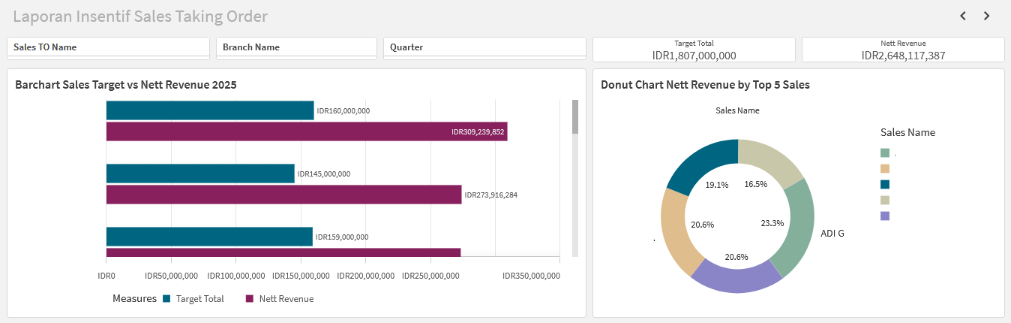 Laporan Insentif Sales Taking Order
Sales TO Name
Branch Name
Quarter
Target Total
IDR1,807,000,000
Nett Revenue
IDR2,648,117,387
Barchart Sales Target vs Nett Revenue 2025
IDR160,000,000
IDR309,239,852
IDR145,000,000
IDR273,916,284
IDR159,000,000
IDR0 IDR50,000,000 IDR100,000,000 IDR150,000,000 IDR200,000,000 IDR250,000,000 IDR350,000,000
Measures Target Total Nett Revenue
Donut Chart Nett Revenue by Top 5 Sales
Sales Name
19.1%
16.5%
20.6%
23.3%
20.6%
ADI G
Sales Name